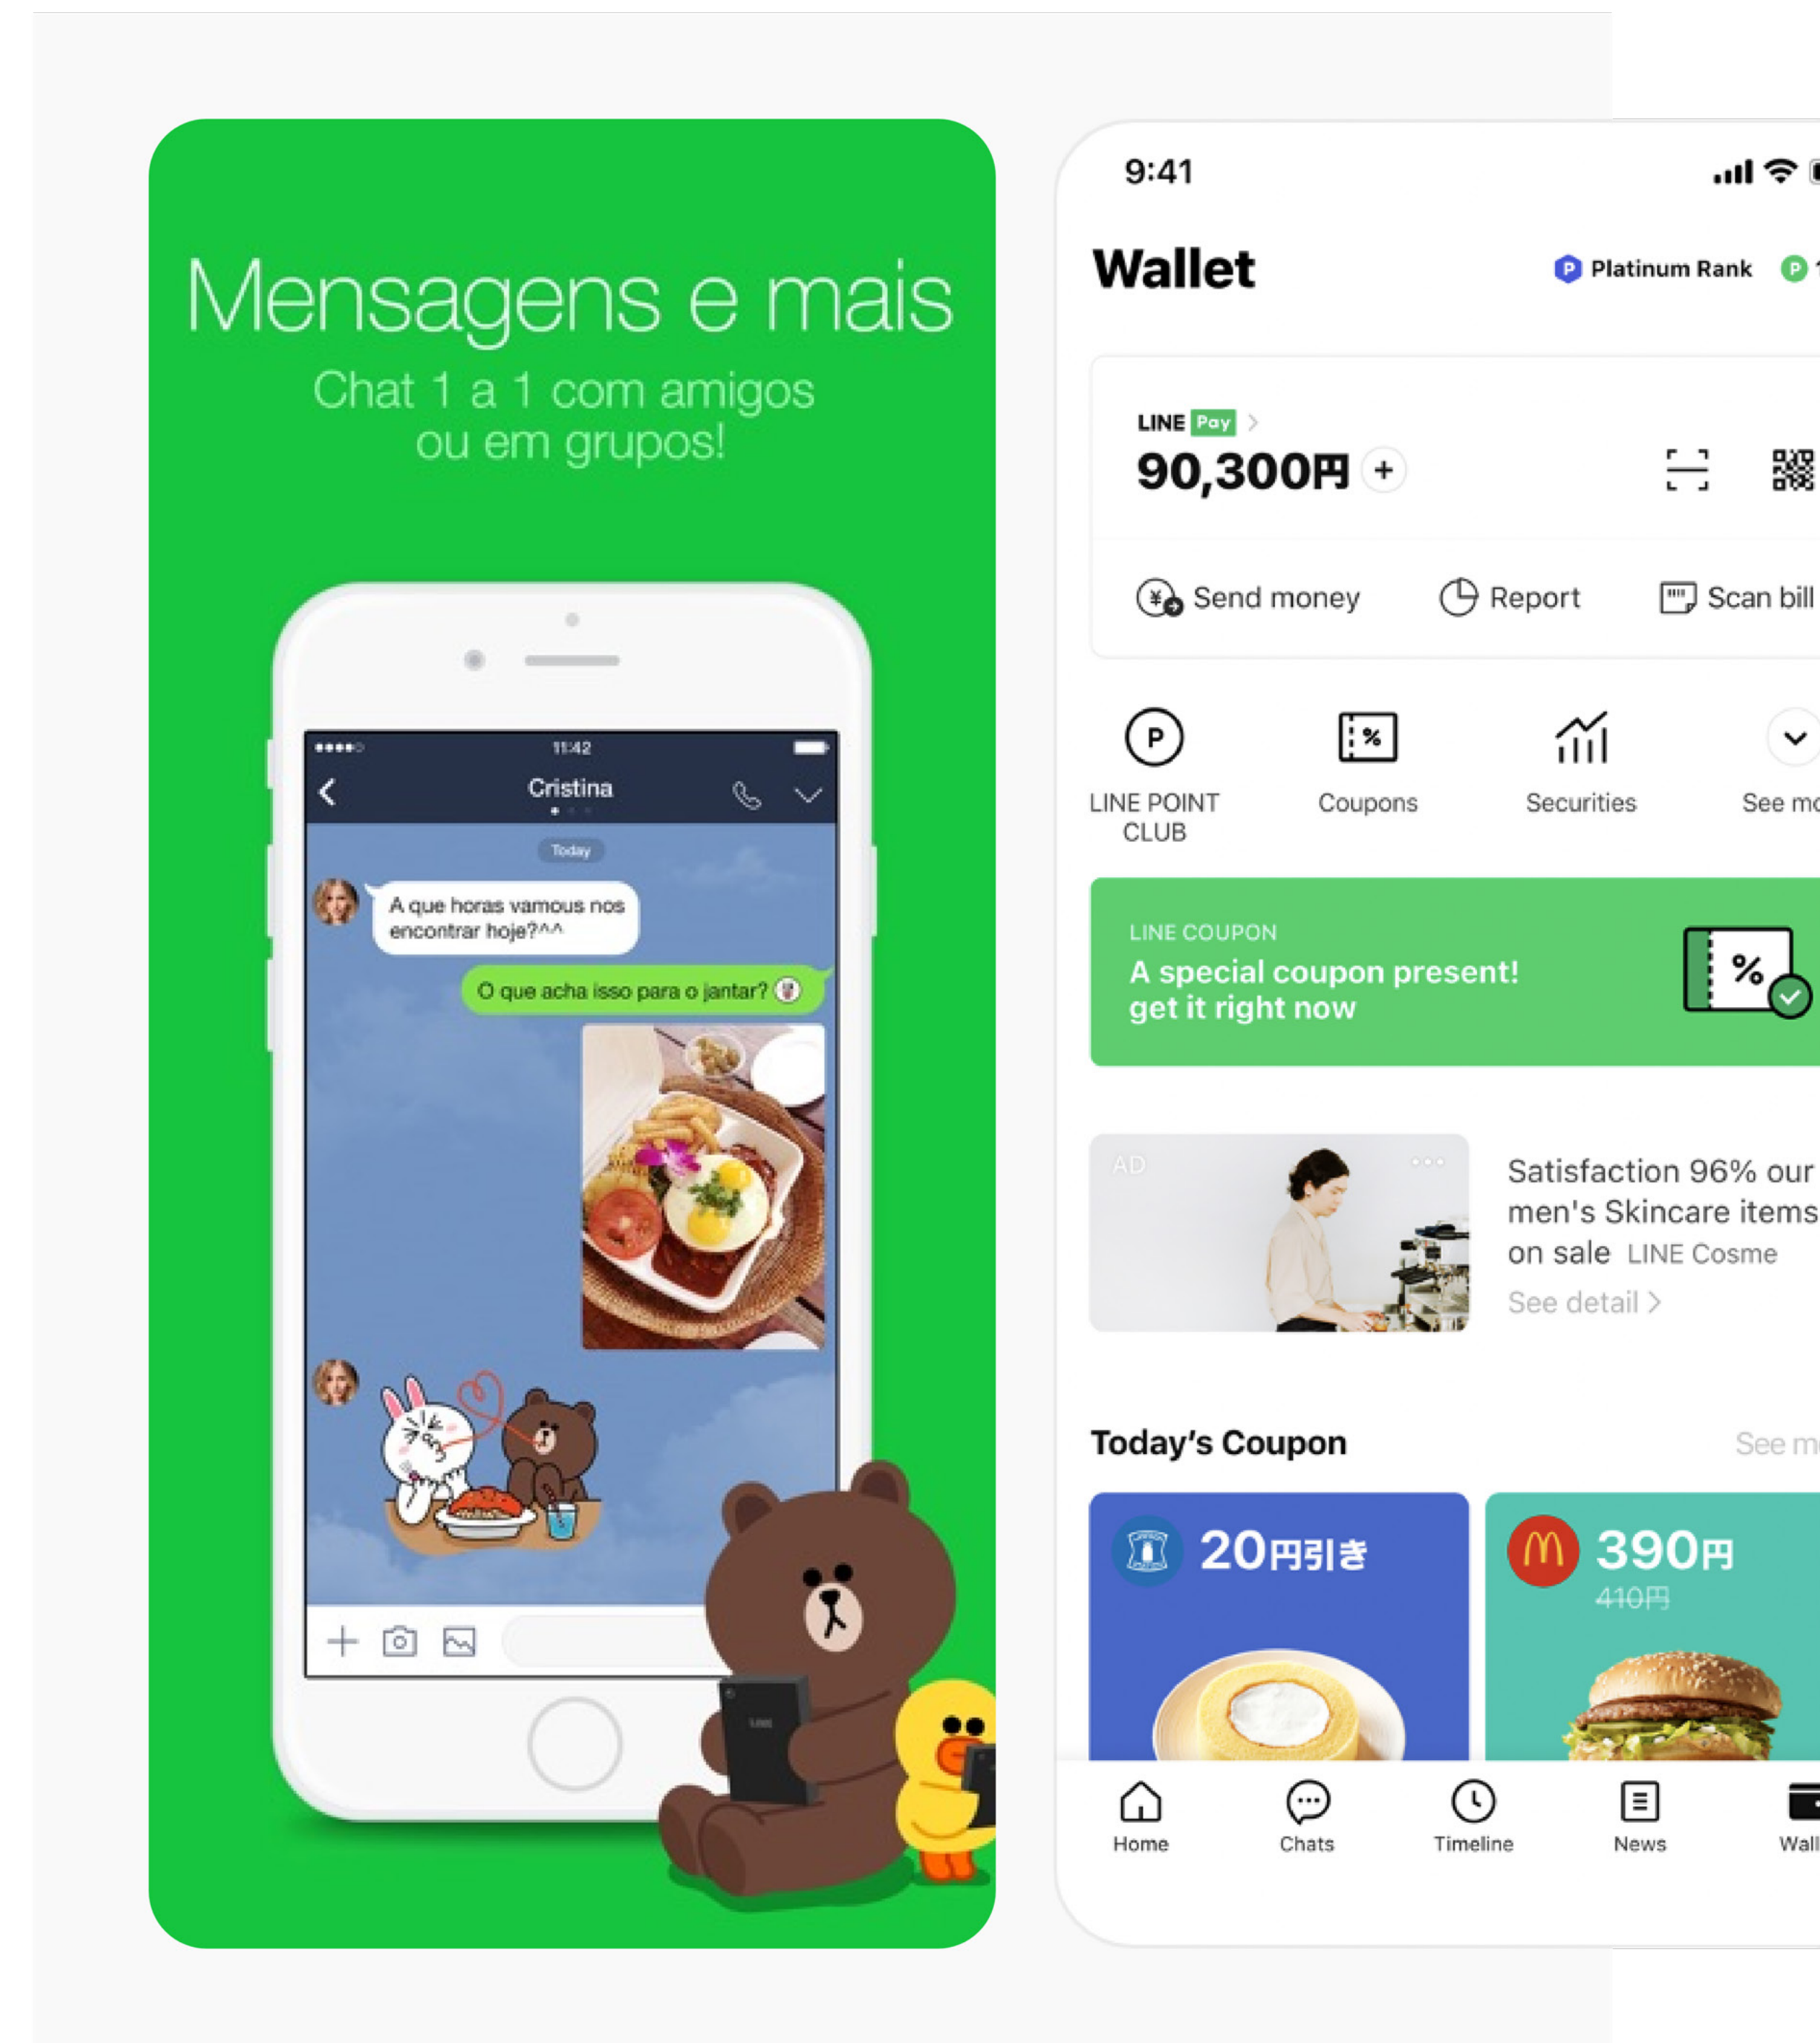 Mensagens e mais
Chat 1 a 1 com amigos
ou em grupos!
11:42
Cristina
Today
A que horas vamous nos
encontrar hoje?^^
O que acha isso para o jantar?
LINE
9:41
Wallet
Platinum Rank
LINE Pay
90,300円
Send money
Report
Scan bill
LINE POINT
CLUB
Coupons
Securities
See
LINE COUPON
A special coupon present!
get it right now
AD
Satisfaction 96% our
men's Skincare items
on sale LINE Cosme
See detail
Today's Coupon
See
20円引き
390円
410円
Home
Chats
Timeline
News